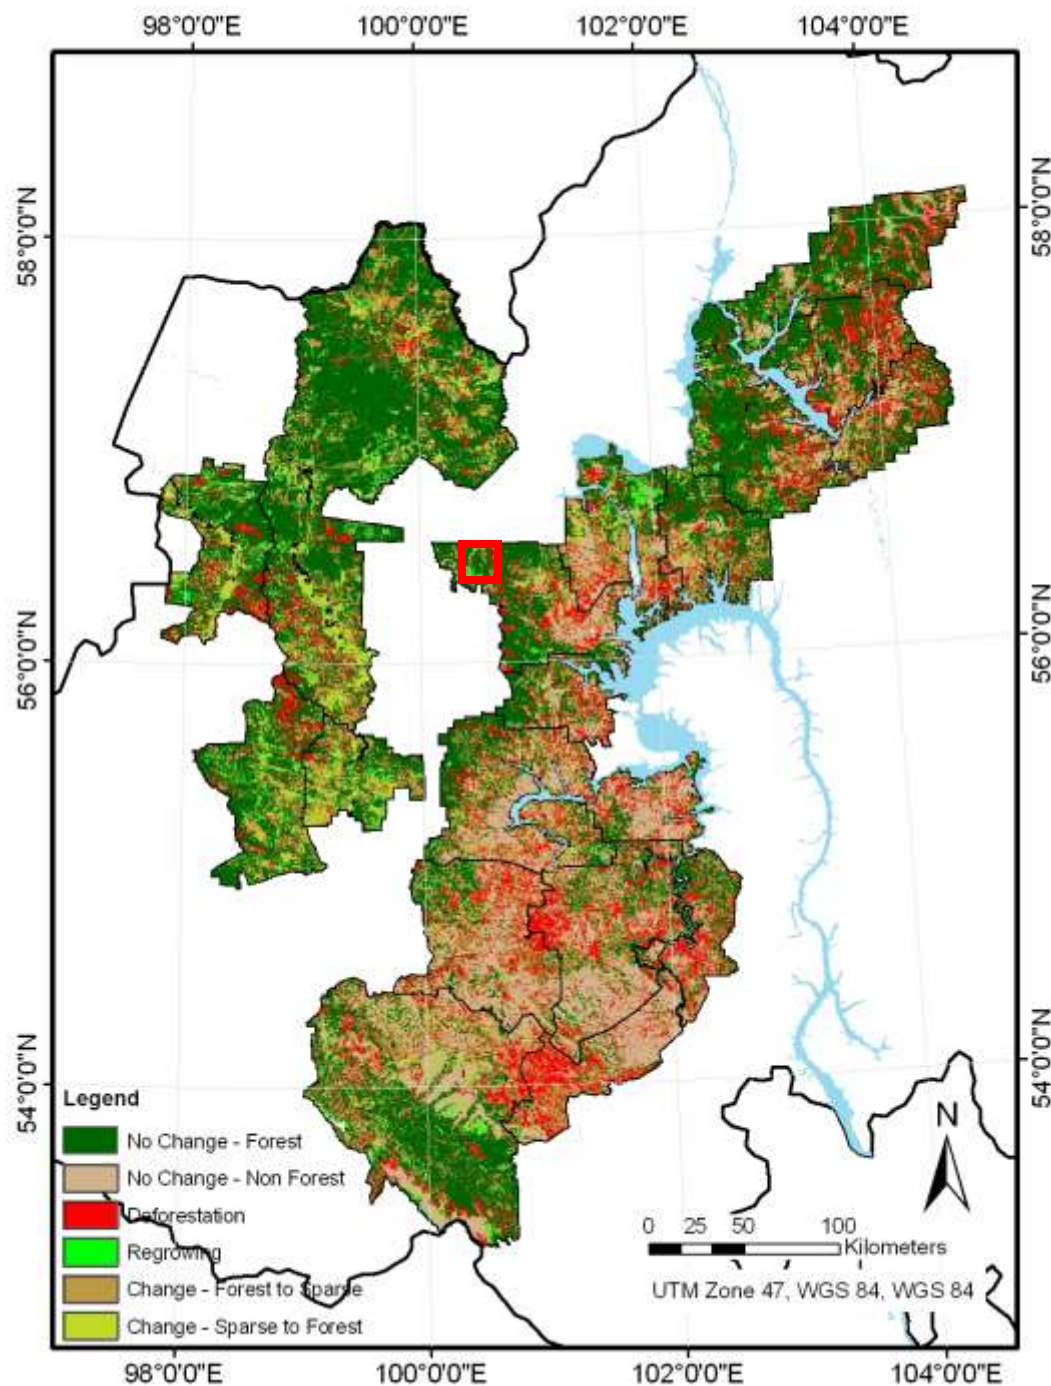 98°0'0"E 100°0'0"E 102°0'0"E 104°0'0"E
58°0'0"N 58°0'0"N
56°0'0"N 56°0'0"N
54°0'0"N 54°0'0"N
Legend
No Change - Forest
No Change - Non Forest
Deforestation
Regrowing
Change - Forest to Sparse
Change - Sparse to Forest
N
0 25 50 100
Kilometers
UTM Zone 47, WGS 84, WGS 84
98°0'0"E 100°0'0"E 102°0'0"E 104°0'0"E